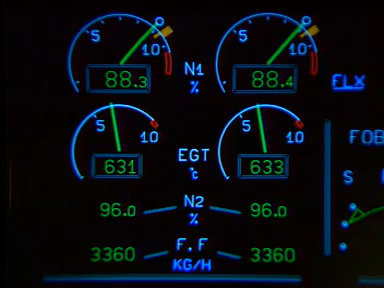 5 10 5 10
88.3 N1 88.4
% FLX
5 10 5 10
631 EGT 633
°C FOB
S
96.0 N2 96.0
%
3360 F.F 3360
KG/H